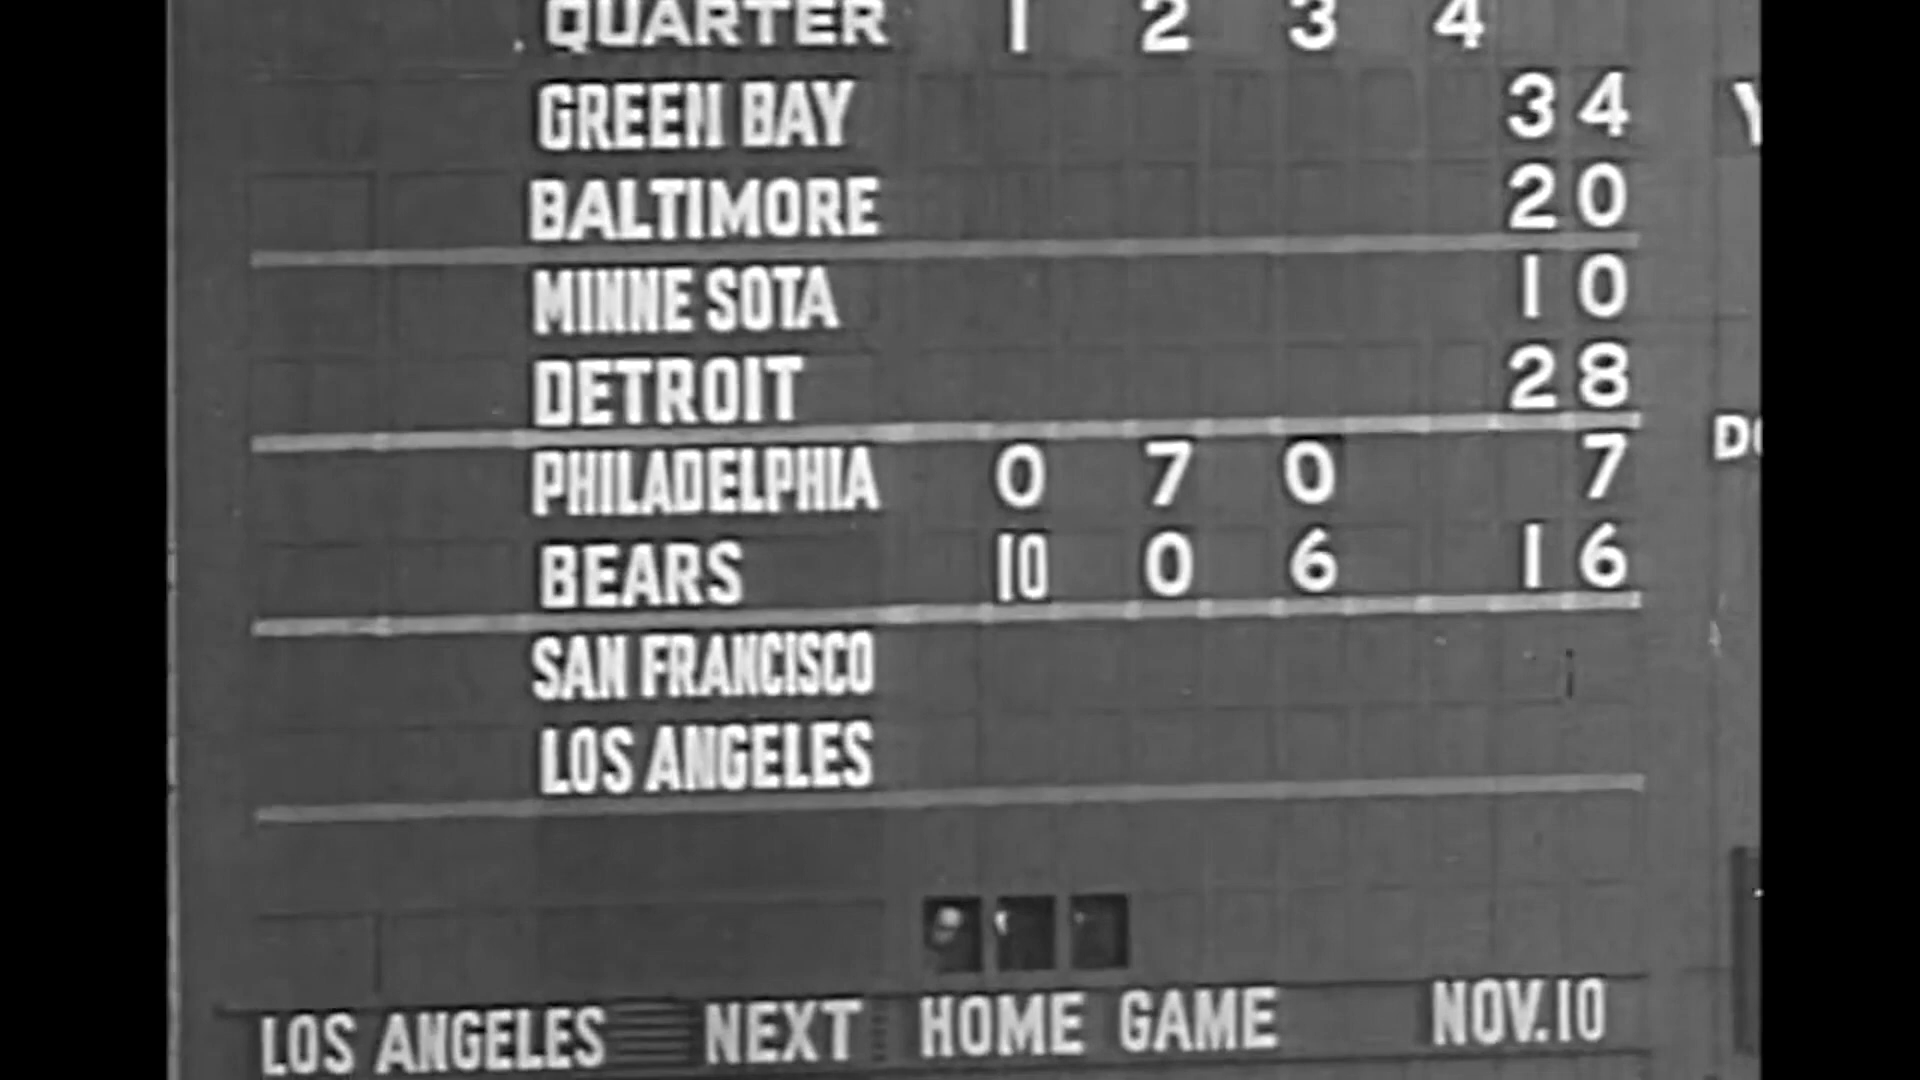 QUARTER 1 2 3 4
GREEN BAY 34
BALTIMORE 20
MINNE SOTA 10
DETROIT 28
PHILADELPHIA 0 7 0 7
BEARS 10 0 6 16
SAN FRANCISCO
LOS ANGELES
LOS ANGELES NEXT HOME GAME NOV.10